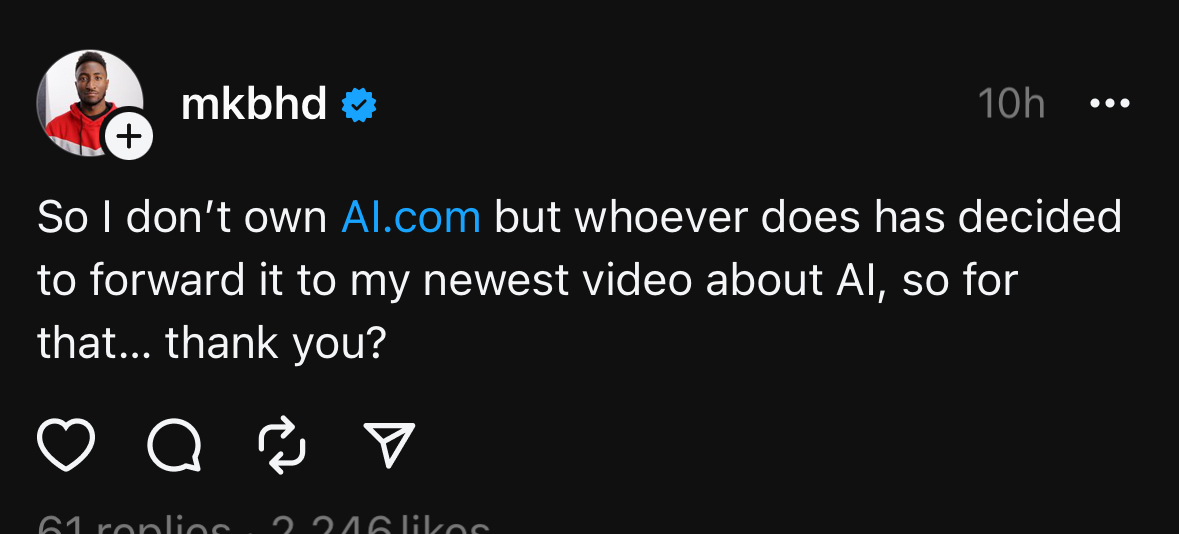 mkbhd
10h
So I don’t own AI.com but whoever does has decided
to forward it to my newest video about AI, so for
that... thank you?
61 replies · 2,246 likes